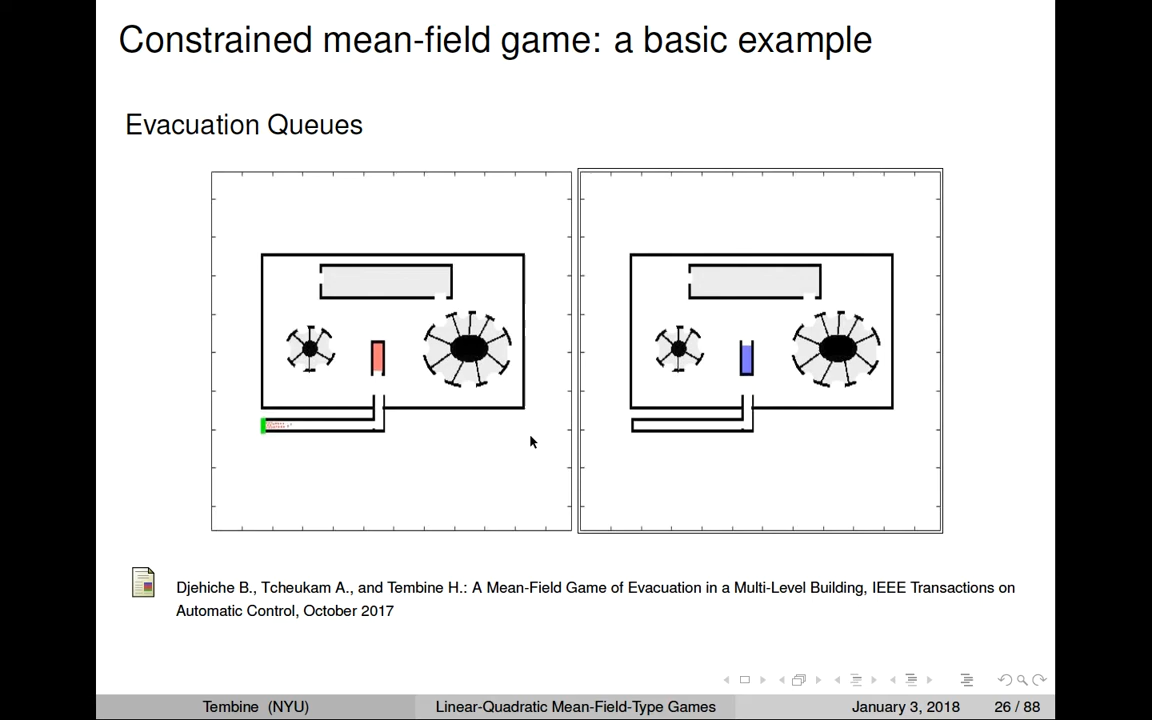 Constrained mean-field game: a basic example
Evacuation Queues
Djehiche B., Tcheukam A., and Tembine H.: A Mean-Field Game of Evacuation in a Multi-Level Building, IEEE Transactions on
Automatic Control, October 2017
Tembine (NYU)
Linear-Quadratic Mean-Field-Type Games
January 3, 2018
26 / 88